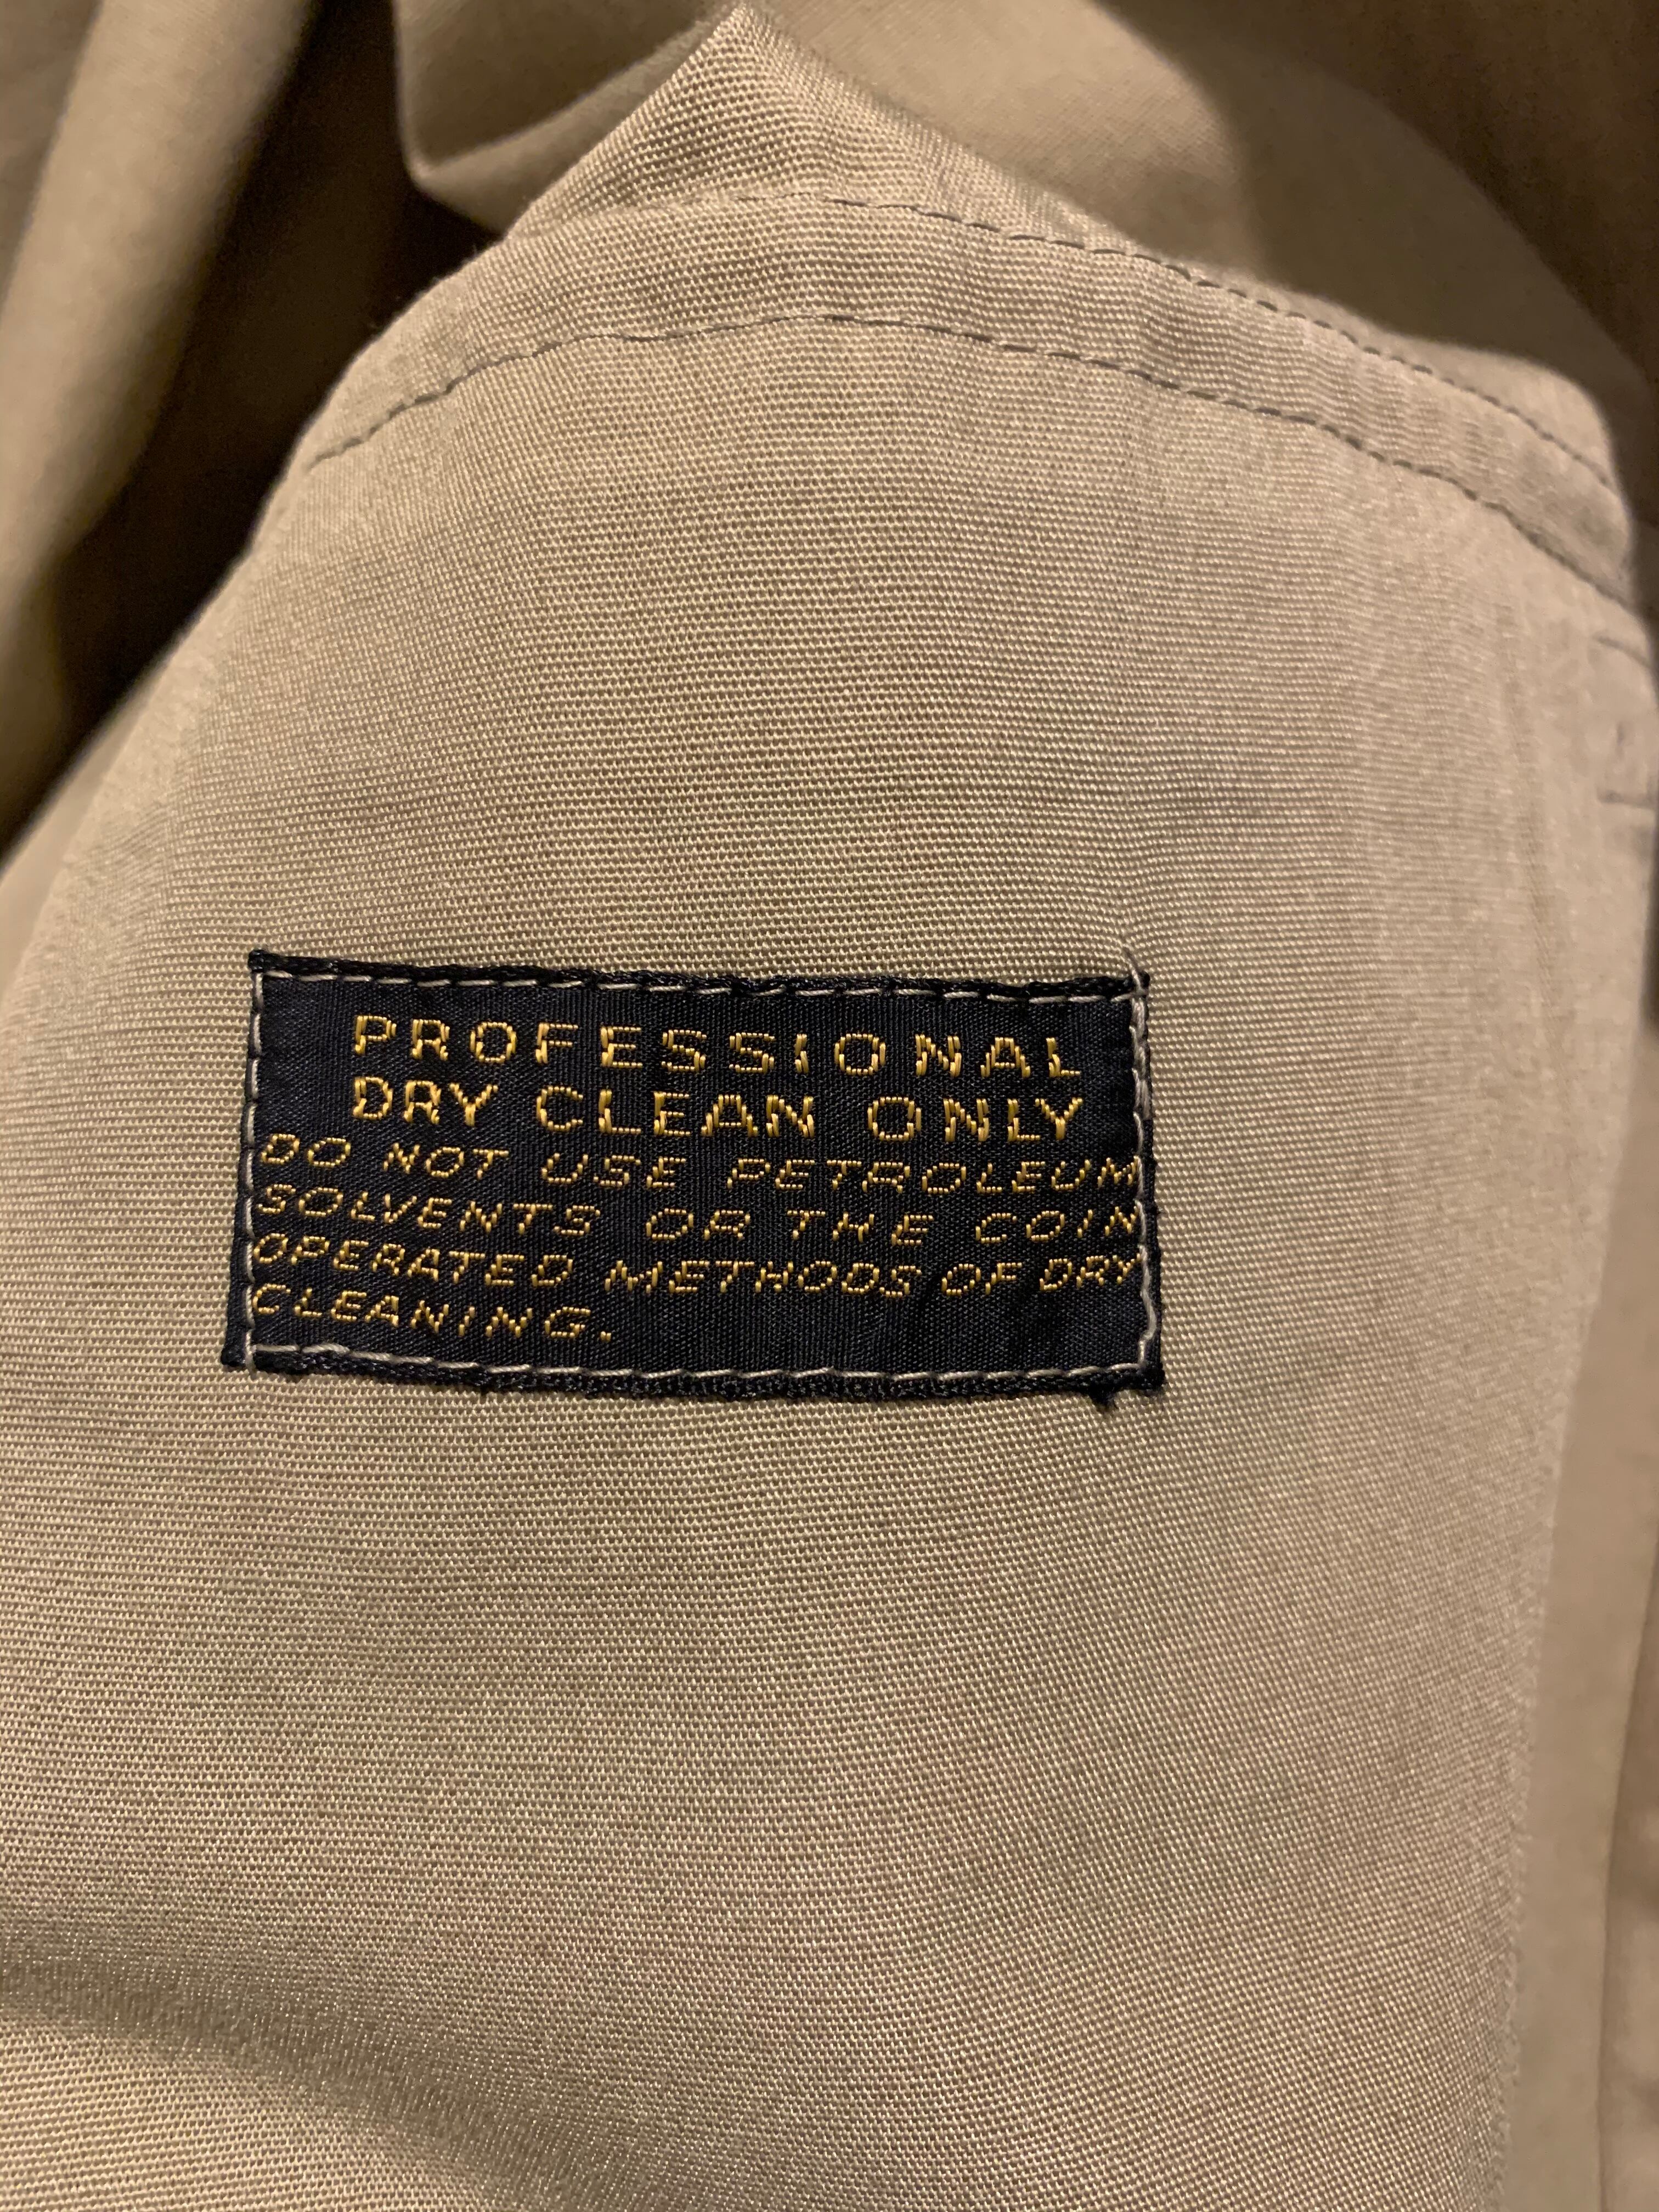 PROFESSIONAL
DRY CLEAN ONLY
DO NOT USE PETROLEUM
SOLVENTS OR THE COIN
OPERATED METHODS OF DRY
CLEANING.